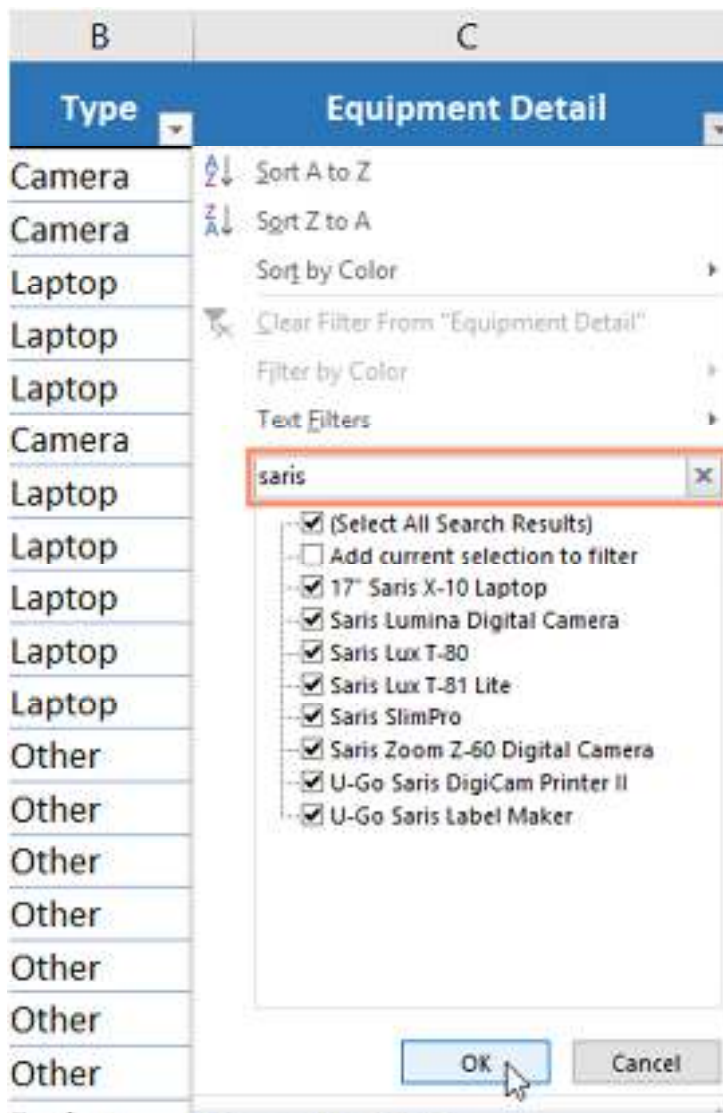 B
C
Type
Equipment Detail
Camera
Camera
Laptop
Laptop
Laptop
Camera
Laptop
Laptop
Laptop
Laptop
Laptop
Other
Other
Other
Other
Other
Other
Other
Sort A to Z
Sort Z to A
Sort by Color
Clear Filter From "Equipment Detail"
Filter by Color
Text Filters
saris
(Select All Search Results)
Add current selection to filter
17" Saris X-10 Laptop
Saris Lumina Digital Camera
Saris Lux T-80
Saris Lux T-81 Lite
Saris SlimPro
Saris Zoom Z-60 Digital Camera
U-Go Saris DigiCam Printer II
U-Go Saris Label Maker
OK
Cancel